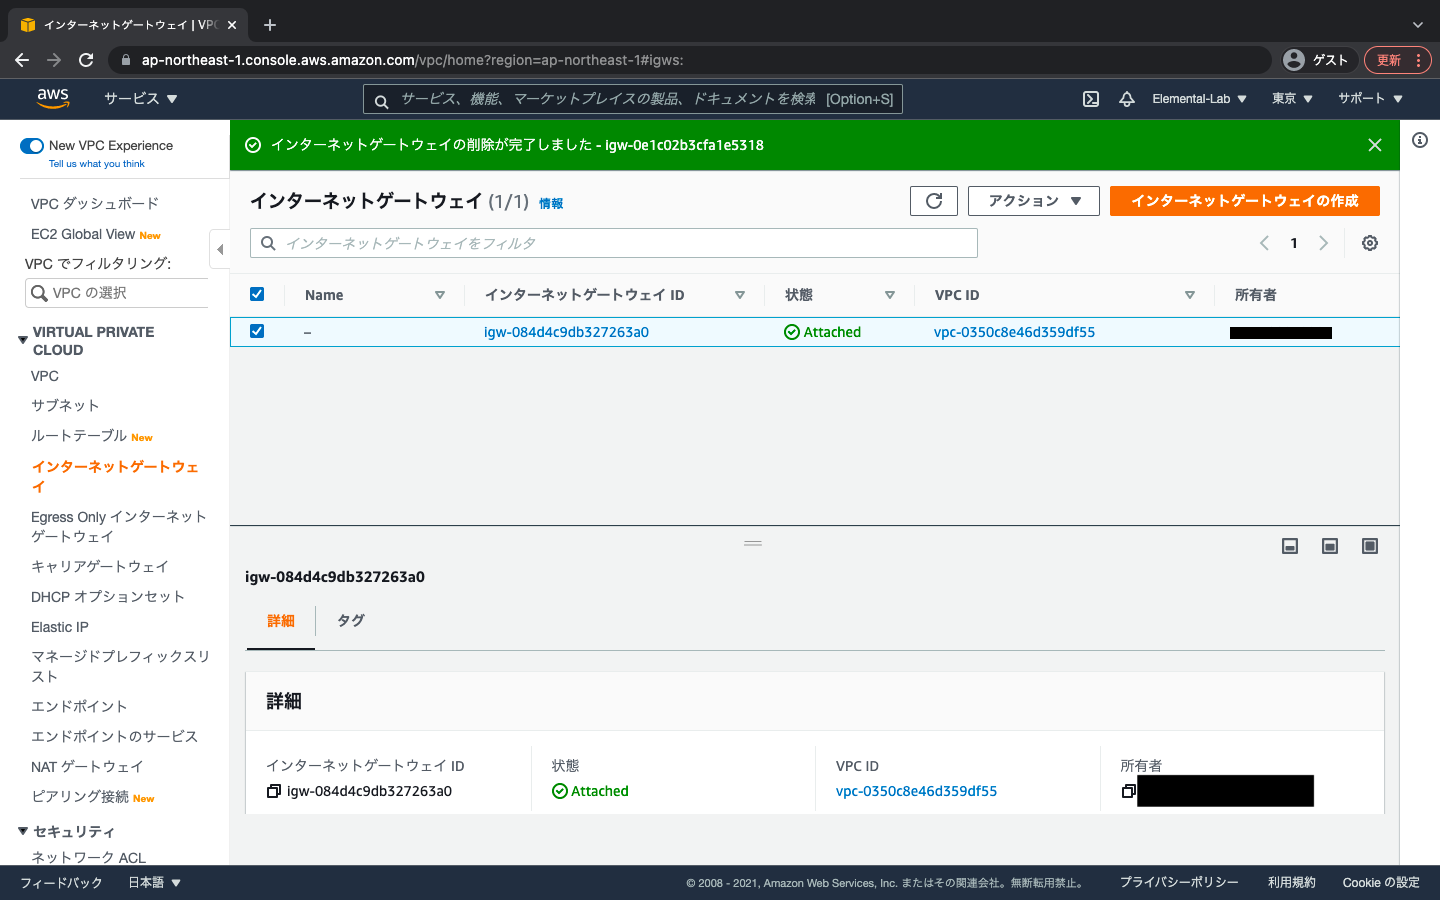 インターネットゲートウェイ | VPC
ap-northeast-1.console.aws.amazon.com/vpc/home?region=ap-northeast-1#igws:
ゲスト
更新
aws
サービス
サービス、機能、マーケットプレイスの製品、ドキュメントを検索 [Option+S]
Elemental-Lab
東京
サポート
New VPC Experience
Tell us what you think
VPC ダッシュボード
EC2 Global View New
VPC でフィルタリング:
VPC の選択
VIRTUAL PRIVATE
CLOUD
VPC
サブネット
ルートテーブル New
インターネットゲートウェ
イ
Egress Only インターネット
ゲートウェイ
キャリアゲートウェイ
DHCP オプションセット
Elastic IP
マネージドプレフィックスリ
スト
エンドポイント
エンドポイントのサービス
NAT ゲートウェイ
ピアリング接続 New
セキュリティ
ネットワーク ACL
インターネットゲートウェイの削除が完了しました - igw-0e1c02b3cfa1e5318
インターネットゲートウェイ (1/1) 情報
アクション
インターネットゲートウェイの作成
インターネットゲートウェイをフィルタ
1
Name インターネットゲートウェイ ID 状態 VPC ID 所有者
– igw-084d4c9db327263a0 Attached vpc-0350c8e46d359df55
igw-084d4c9db327263a0
詳細 タグ
詳細
インターネットゲートウェイ ID
igw-084d4c9db327263a0
状態
Attached
VPC ID
vpc-0350c8e46d359df55
所有者
フィードバック
日本語
© 2008 - 2021, Amazon Web Services, Inc. またはその関連会社。無断転用禁止。
プライバシーポリシー
利用規約
Cookie の設定